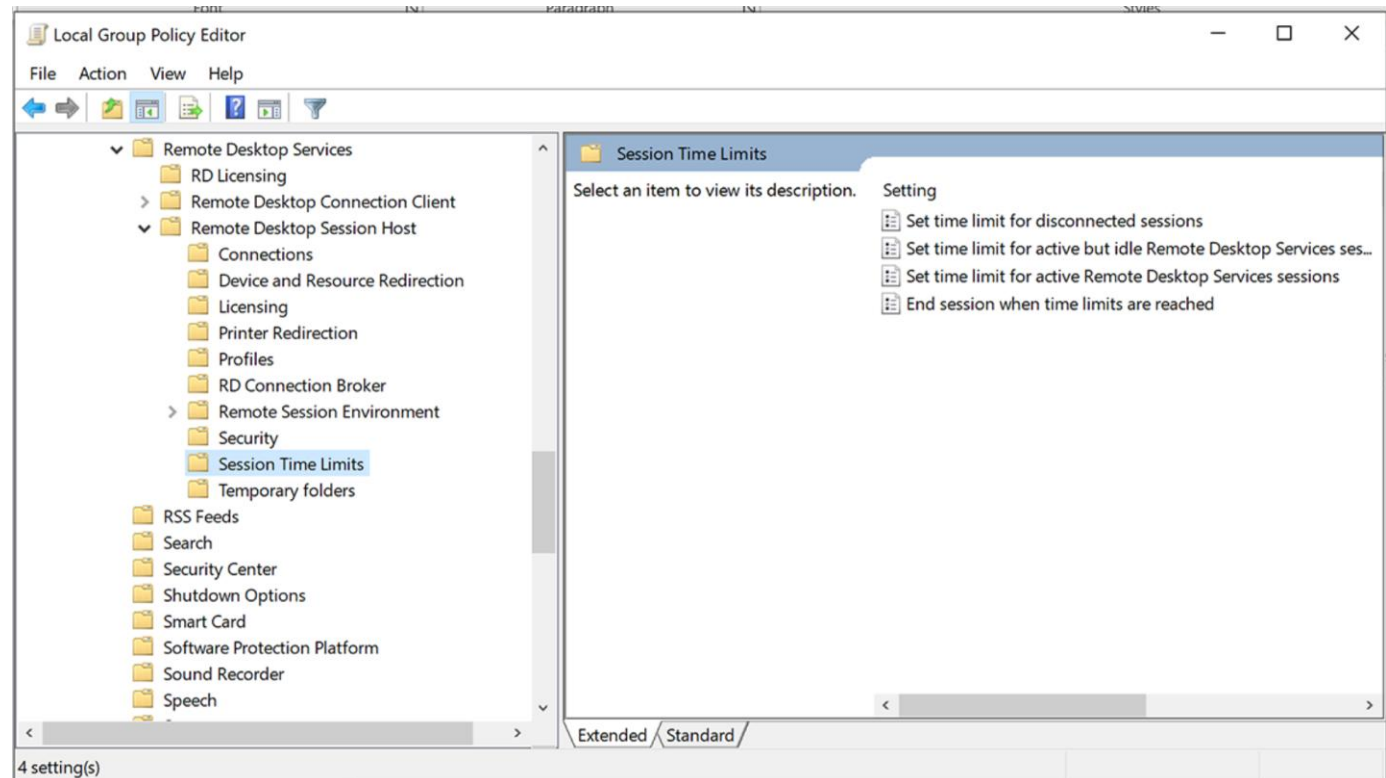 Font
Paragraph
Styles
Local Group Policy Editor
File Action View Help
Remote Desktop Services
RD Licensing
Remote Desktop Connection Client
Remote Desktop Session Host
Connections
Device and Resource Redirection
Licensing
Printer Redirection
Profiles
RD Connection Broker
Remote Session Environment
Security
Session Time Limits
Temporary folders
RSS Feeds
Search
Security Center
Shutdown Options
Smart Card
Software Protection Platform
Sound Recorder
Speech
Session Time Limits
Select an item to view its description.
Setting
Set time limit for disconnected sessions
Set time limit for active but idle Remote Desktop Services ses...
Set time limit for active Remote Desktop Services sessions
End session when time limits are reached
Extended Standard
4 setting(s)